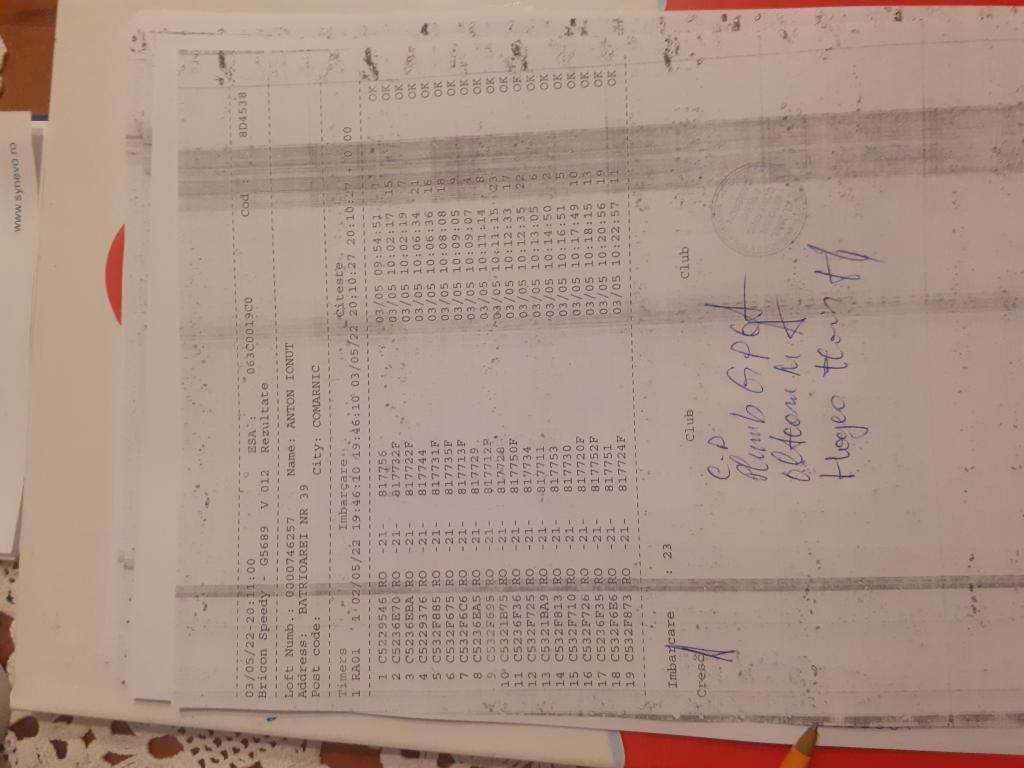 www.synevo.ro
03/05/22-20:11:00 ESA : 063C0019C0 Cod : 8D4538
Bricon Speedy - G5689 V 012 Rezultate
Loft Numb.: 0000746257 Name: ANTON IONUT
Address: BATRIOAREI NR 39
Post code: City: COMARNIC
Timers Imbarcare Citeste
1 RA01 1 02/05/22 19:46:10 19:46:10 03/05/22 20:10:27 20:10:27 + 0.00
1 C5229546 RO -21- 817756 03/05 09:54:51 1 OK
2 C5236E70 RO -21- 817732F 03/05 10:02:17 15 OK
3 C5236EBA RO -21- 817722F 03/05 10:02:19 7 OK
4 C5229376 RO -21- 817744 03/05 10:06:34 21 OK
5 C532F885 RO -21- 817731F 03/05 10:06:36 16 OK
6 C532F675 RO -21- 817735F 03/05 10:08:08 18 OK
7 C532F6C6 RO -21- 817713F 03/05 10:09:05 9 OK
8 C5236EA5 RO -21- 817729 03/05 10:09:07 OK
9 RO -21- 817712F 03/05 10:11:14 8 OK
10 C5321B75 RO -21- 817728 03/05 10:11:15 23 OK
11 C5236F36 RO -21- 817750F 03/05 10:12:33 17 OK
12 C532F725 RO -21- 817734 03/05 10:12:35 22 OK
13 C5321BA9 RO -21- 817711 03/05 10:13:05 6 OK
14 C532F813 RO -21- 817753 03/05 10:14:50 2 OK
15 C532F710 RO -21- 817730 03/05 10:16:51 5 OK
16 C532F726 RO -21- 817720F 03/05 10:17:49 10 OK
17 C5236F35 RO -21- 817752F 03/05 10:18:15 13 OK
18 C532F6E6 RO -21- 817751 03/05 10:20:56 19 OK
19 C532F873 RO -21- 817724F 03/05 10:22:57 11 OK
Imbarcare : 23
Cresc Club Club